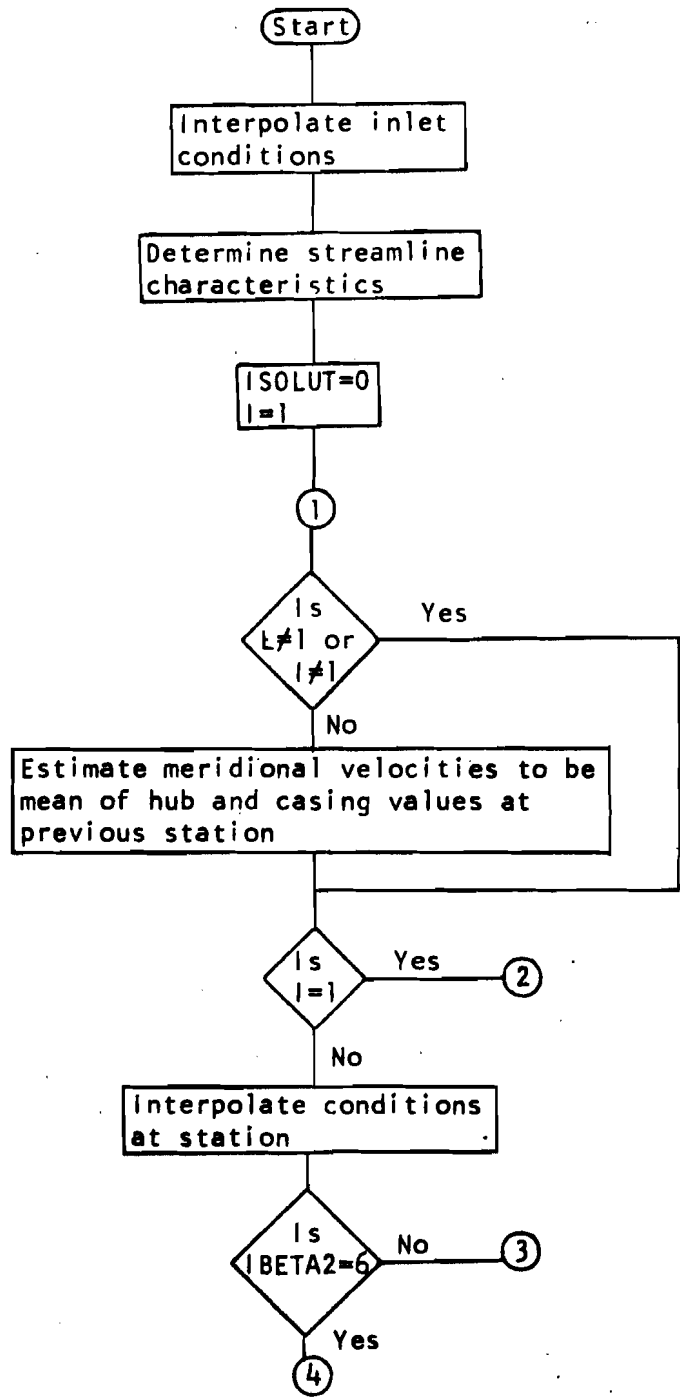 Start
Interpolate inlet
conditions
Determine streamline
characteristics
ISOLUT=0
I=1
1
Is
Ł≠1 or
I≠1
Yes
No
Estimate meridional velocities to be
mean of hub and casing values at
previous station
Is
I=1
Yes
2
No
Interpolate conditions
at station
Is
IBETA2=6
No
3
Yes
4